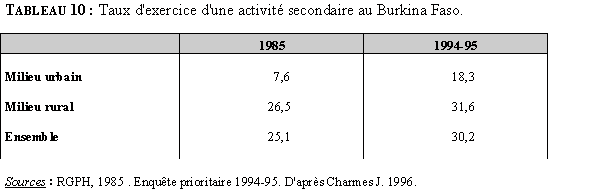 TABLEAU 10 : Taux d'exercice d'une activité secondaire au Burkina Faso.
1985 1994-95
Milieu urbain 7,6 18,3
Milieu rural 26,5 31,6
Ensemble 25,1 30,2
Sources : RGPH, 1985 . Enquête prioritaire 1994-95. D'après Charmes J. 1996.